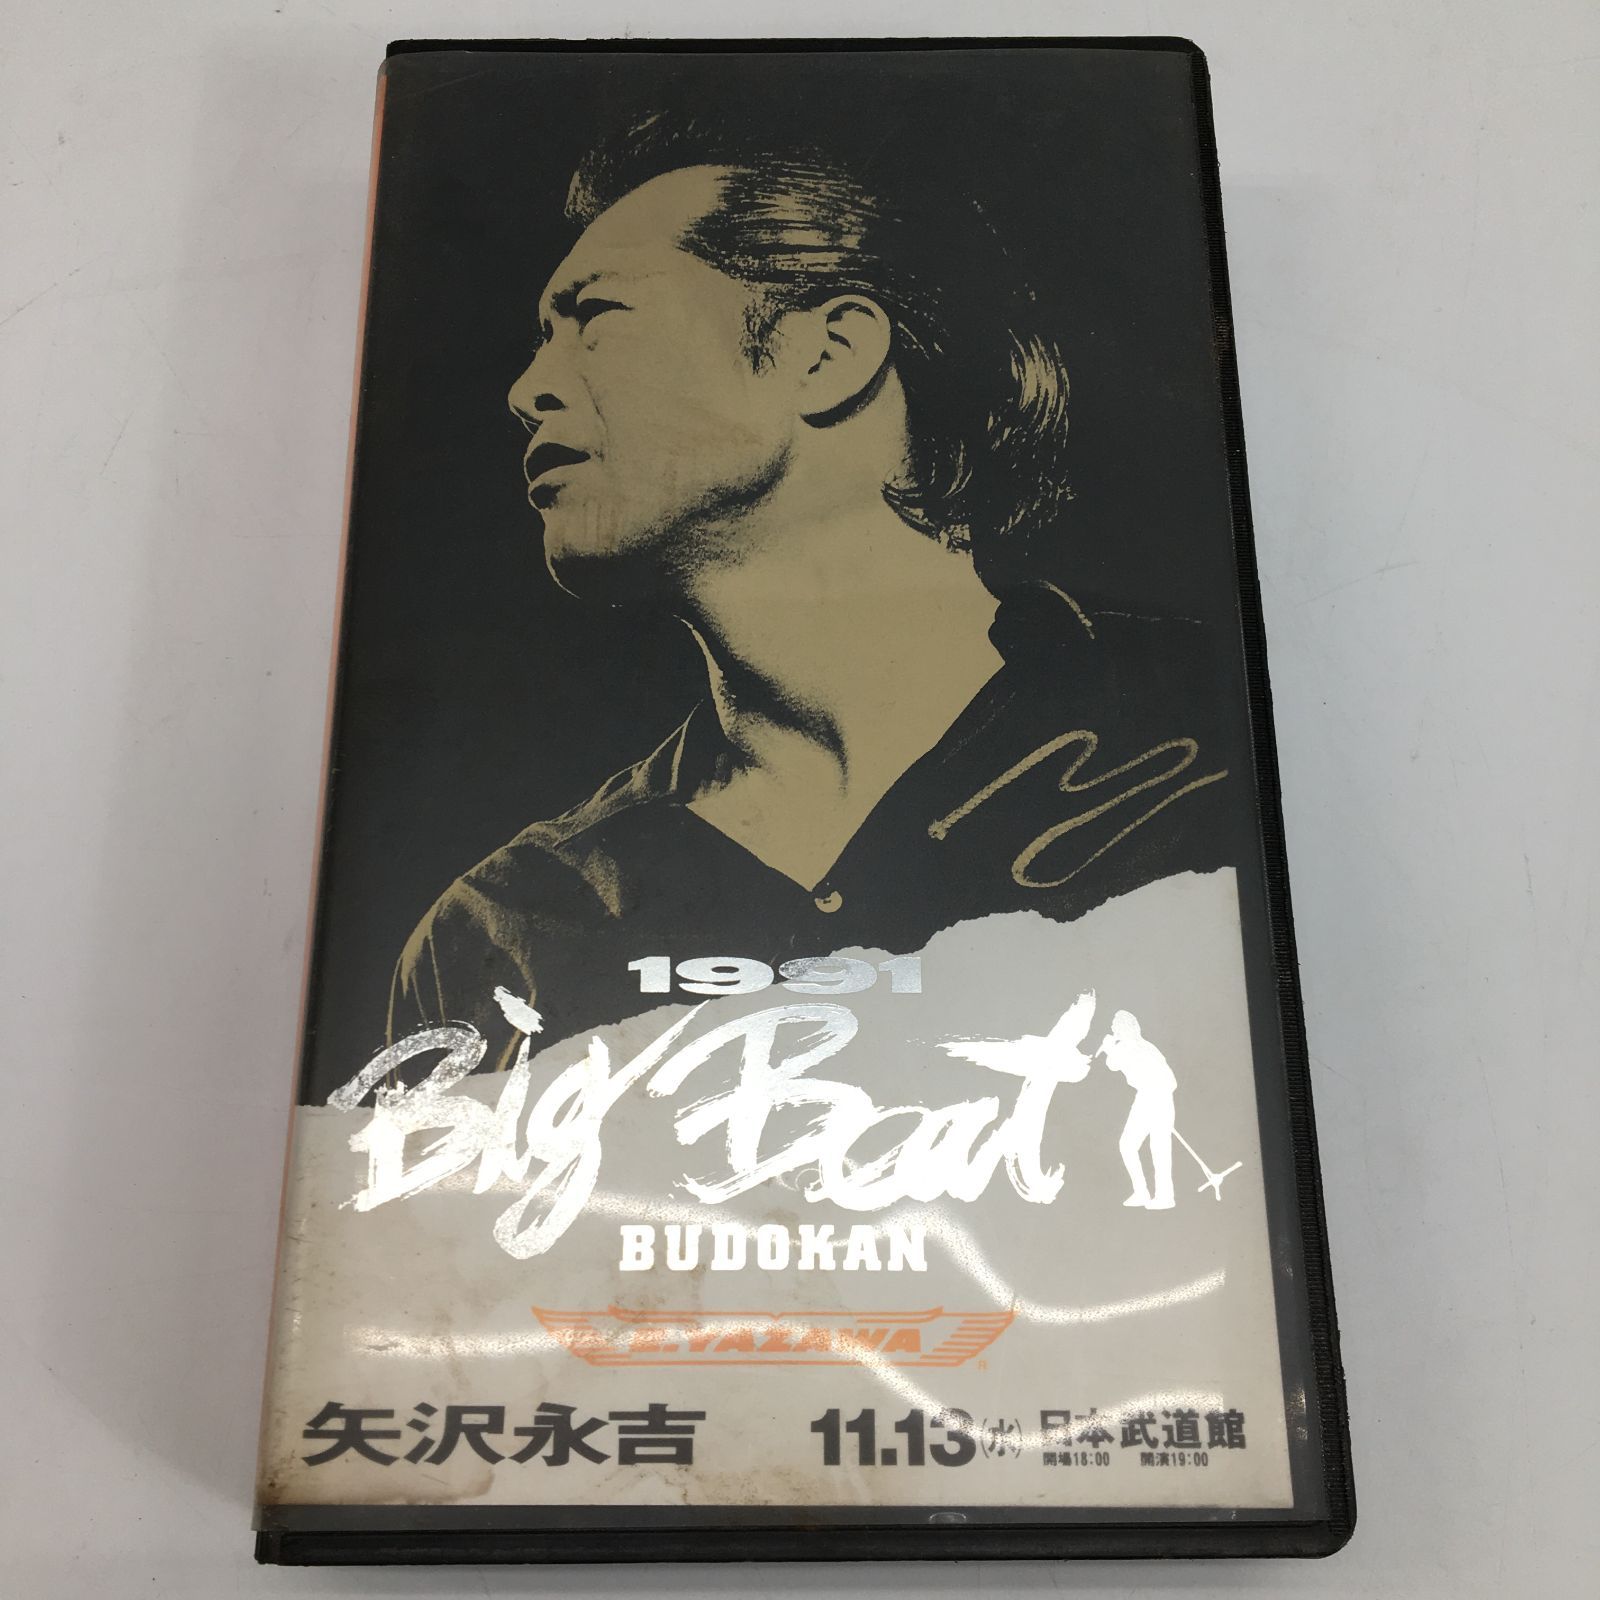 1991
Big Beat
BUDOKAN
E.YAZAWA
®
矢沢永吉 11.13(水) 日本武道館
開場18:00 開演19:00